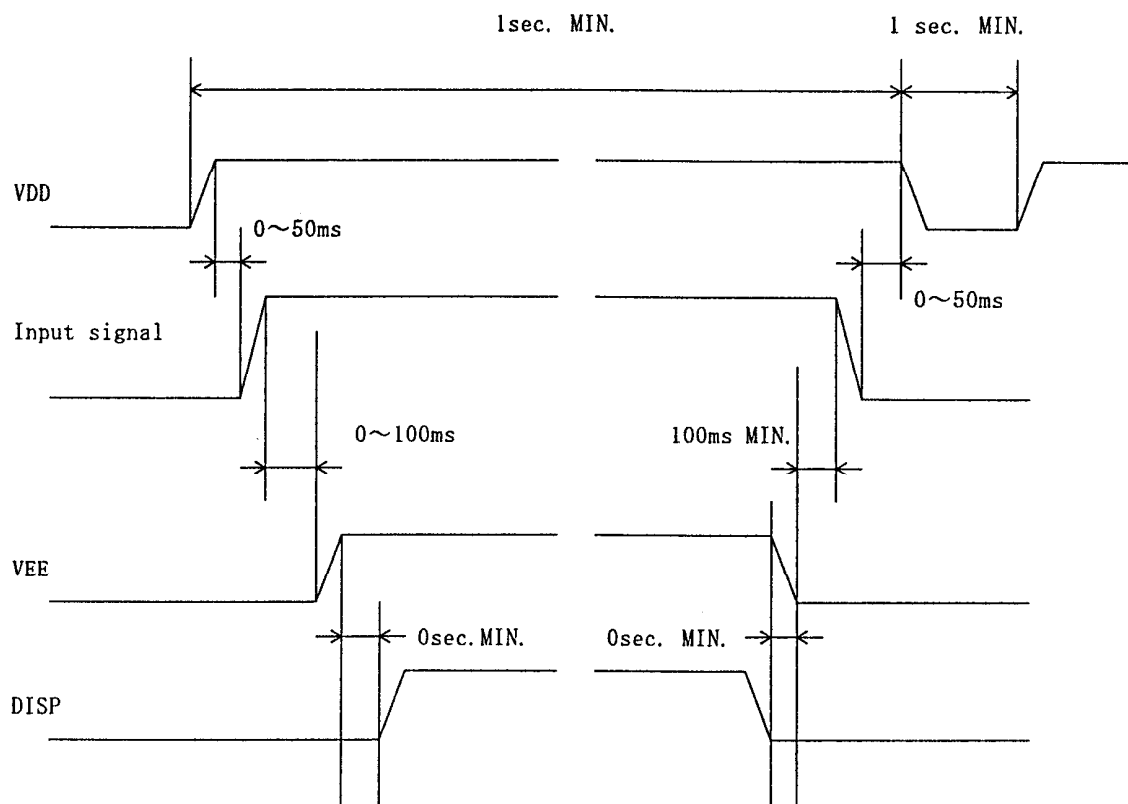 1sec. MIN.
1 sec. MIN.
VDD
0～50ms
0～50ms
Input signal
0～100ms
100ms MIN.
VEE
0sec. MIN.
0sec. MIN.
DISP